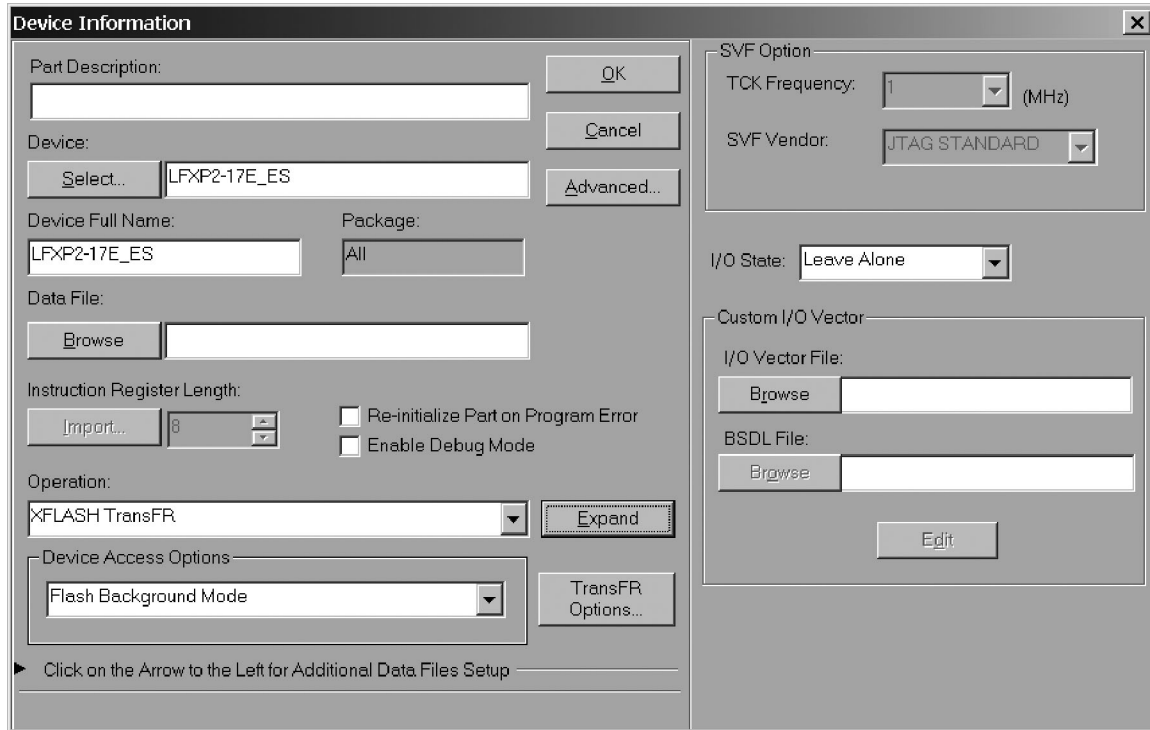 Device Information
Part Description:
OK
Cancel
Device:
Select...
LFXP2-17E_ES
Advanced...
Device Full Name:
Package:
LFXP2-17E_ES
All
Data File:
Browse
Instruction Register Length:
Import...
8
Re-initialize Part on Program Error
Enable Debug Mode
Operation:
XFLASH TransFR
Expand
Device Access Options
Flash Background Mode
TransFR
Options...
Click on the Arrow to the Left for Additional Data Files Setup
SVF Option
TCK Frequency:
1
(MHz)
SVF Vendor:
JTAG STANDARD
I/O State:
Leave Alone
Custom I/O Vector
I/O Vector File:
Browse
BSDL File:
Browse
Edit